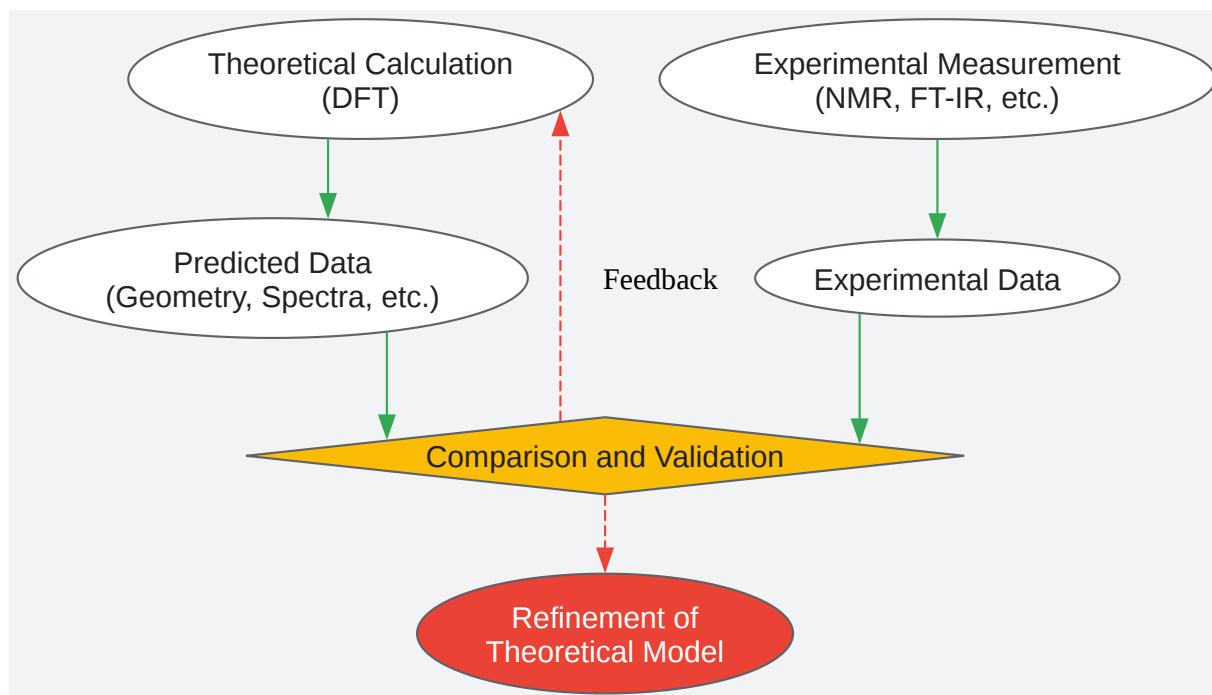 Theoretical Calculation
(DFT)
Experimental Measurement
(NMR, FT-IR, etc.)
Predicted Data
(Geometry, Spectra, etc.)
Feedback
Experimental Data
Comparison and Validation
Refinement of
Theoretical Model